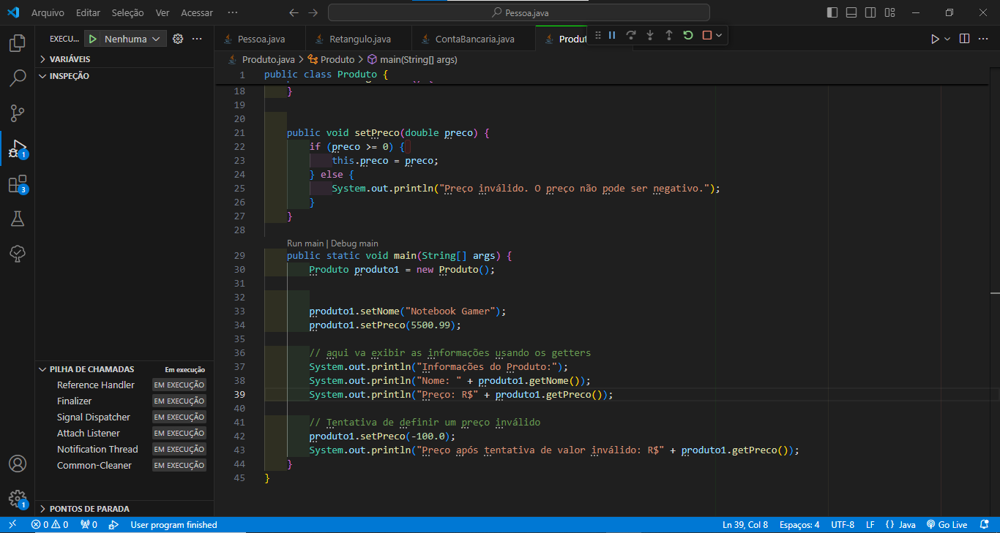 Arquivo Editar Seleção Ver Acessar ··· Pessoa.java
EXECU... Nenhuma ···
VARIÁVEIS
INSPEÇÃO
PILHA DE CHAMADAS Em execução
Reference Handler EM EXECUÇÃO
Finalizer EM EXECUÇÃO
Signal Dispatcher EM EXECUÇÃO
Attach Listener EM EXECUÇÃO
Notification Thread EM EXECUÇÃO
Common-Cleaner EM EXECUÇÃO
PONTOS DE PARADA
1
3
1
Pessoa.java Retangulo.java ContaBancaria.java Produt
Produto.java > Produto > main(String[] args)
1 public class Produto {
18 }
19
20
21 public void setPreco(double preco) {
22 if (preco >= 0) {
23 this.preco = preco;
24 } else {
25 System.out.println("Preço inválido. O preço não pode ser negativo.");
26 }
27 }
28
Run main | Debug main
29 public static void main(String[] args) {
30 Produto produto1 = new Produto();
31
32
33 produto1.setNome("Notebook Gamer");
34 produto1.setPreco(5500.99);
35
36 // aqui va exibir as informações usando os getters
37 System.out.println("Informações do Produto:");
38 System.out.println("Nome: " + produto1.getNome());
39 System.out.println("Preço: R$" + produto1.getPreco());
40
41 // Tentativa de definir um preço inválido
42 produto1.setPreco(-100.0);
43 System.out.println("Preço após tentativa de valor inválido: R$" + produto1.getPreco());
44 }
45 }
0 0 0 User program finished Ln 39, Col 8 Espaços: 4 UTF-8 LF {} Java Go Live